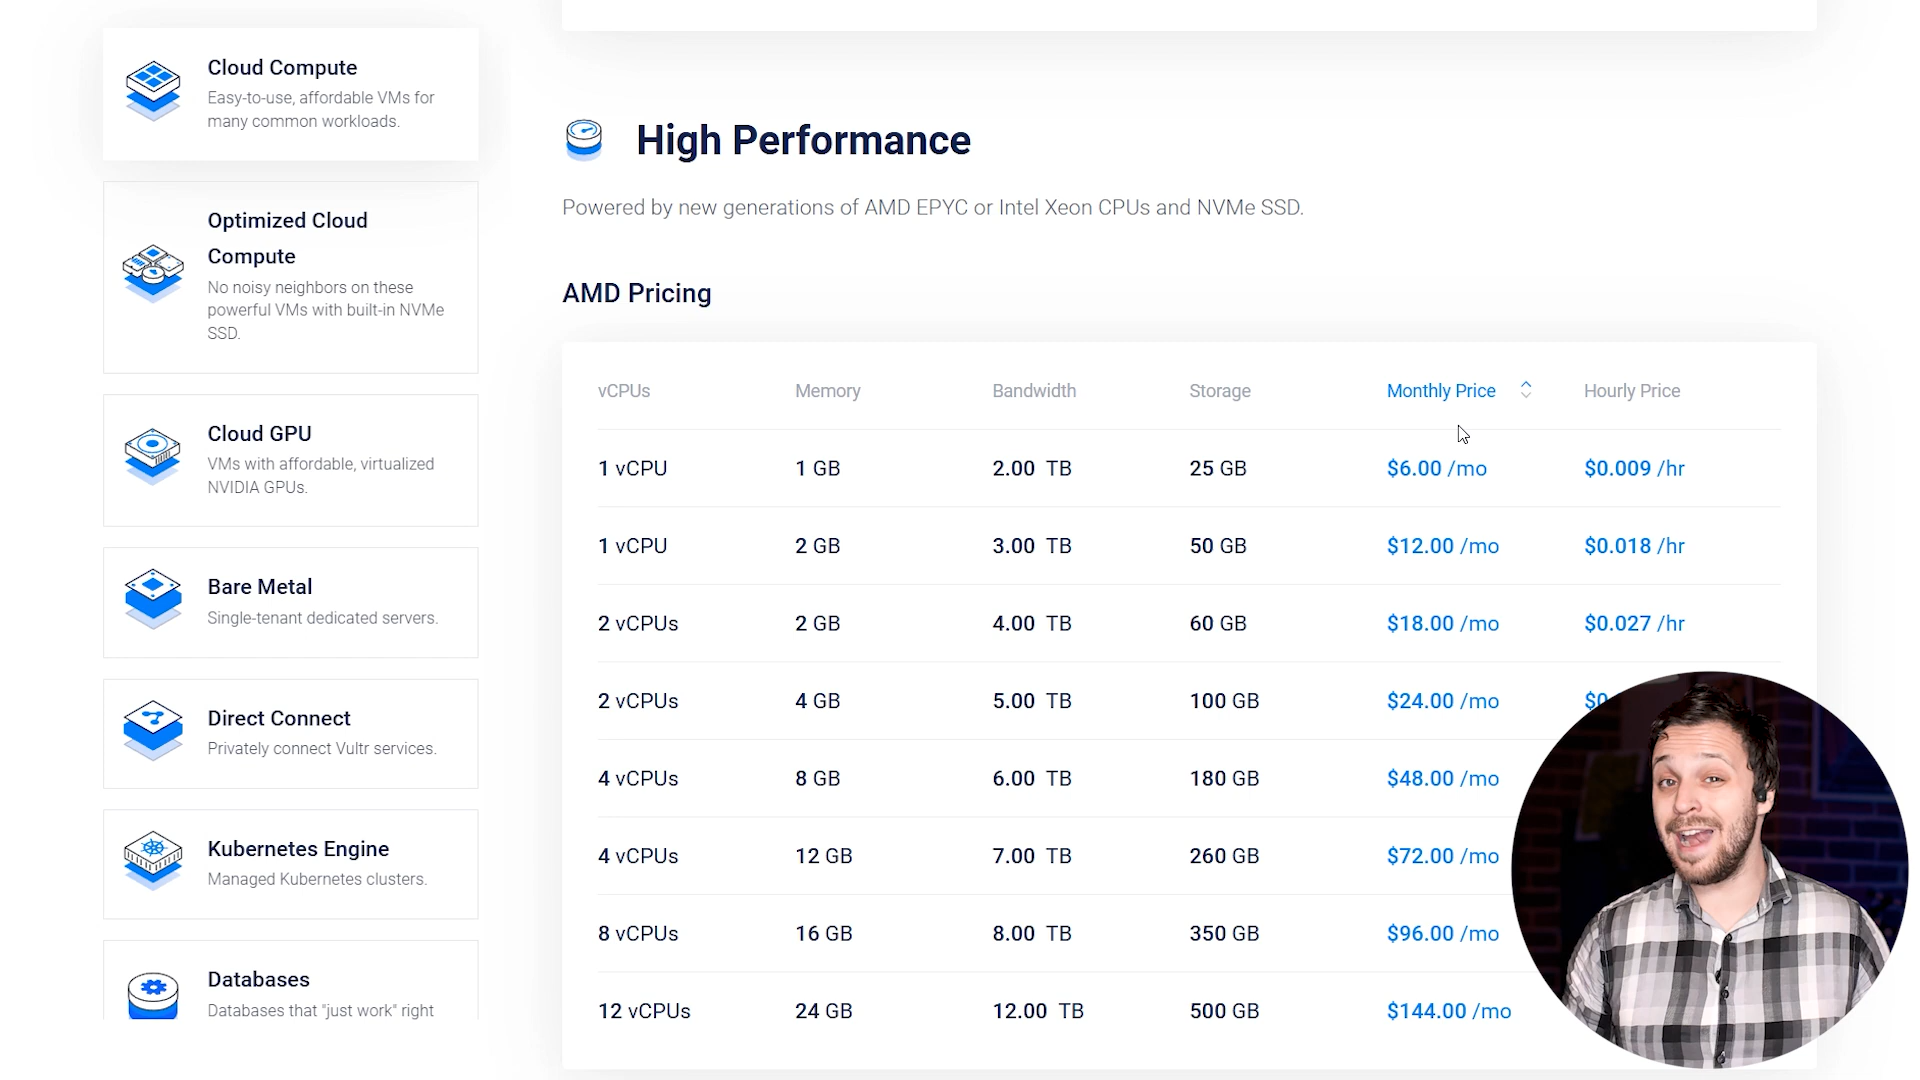 Cloud Compute
Easy-to-use, affordable VMs for
many common workloads.
Optimized Cloud
Compute
No noisy neighbors on these
powerful VMs with built-in NVMe
SSD.
Cloud GPU
VMs with affordable, virtualized
NVIDIA GPUs.
Bare Metal
Single-tenant dedicated servers.
Direct Connect
Privately connect Vultr services.
Kubernetes Engine
Managed Kubernetes clusters.
Databases
Databases that "just work" right
High Performance
Powered by new generations of AMD EPYC or Intel Xeon CPUs and NVMe SSD.
AMD Pricing
vCPUs Memory Bandwidth Storage Monthly Price Hourly Price
1 vCPU 1 GB 2.00 TB 25 GB $6.00 /mo $0.009 /hr
1 vCPU 2 GB 3.00 TB 50 GB $12.00 /mo $0.018 /hr
2 vCPUs 2 GB 4.00 TB 60 GB $18.00 /mo $0.027 /hr
2 vCPUs 4 GB 5.00 TB 100 GB $24.00 /mo
4 vCPUs 8 GB 6.00 TB 180 GB $48.00 /mo
4 vCPUs 12 GB 7.00 TB 260 GB $72.00 /mo
8 vCPUs 16 GB 8.00 TB 350 GB $96.00 /mo
12 vCPUs 24 GB 12.00 TB 500 GB $144.00 /mo